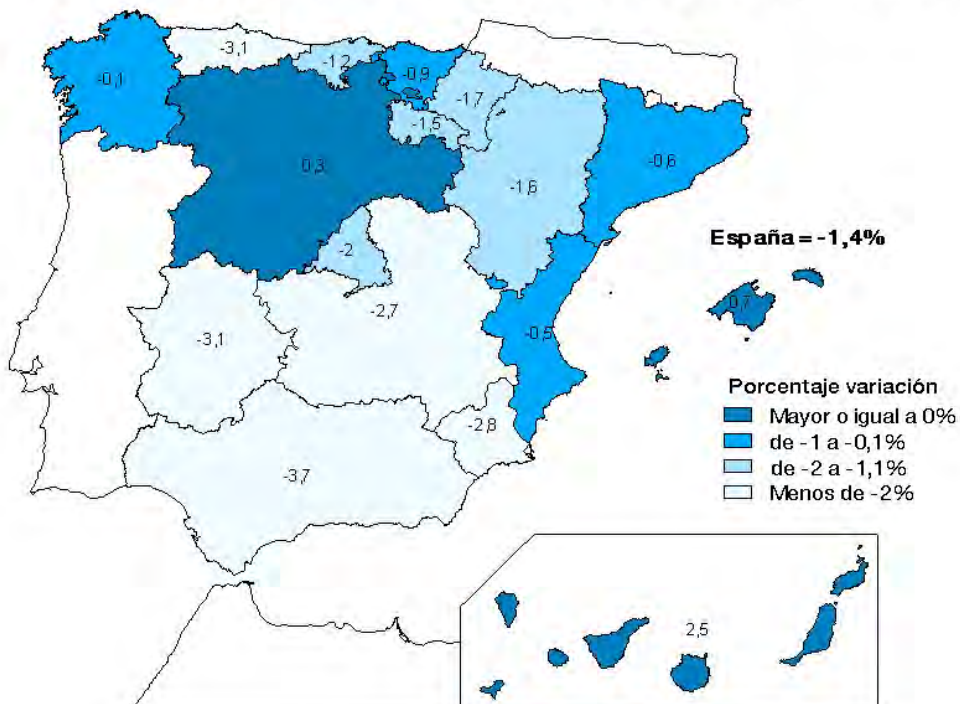 -3,1
-0,1
-1,2
-0,9
-1,7
-1,5
0,3
-0,6
-1,6
-2
España = -1,4%
-2,7
0,7
-3,1
-0,5
Porcentaje variación
Mayor o igual a 0%
de -1 a -0,1%
de -2 a -1,1%
Menos de -2%
-2,8
-3,7
2,5